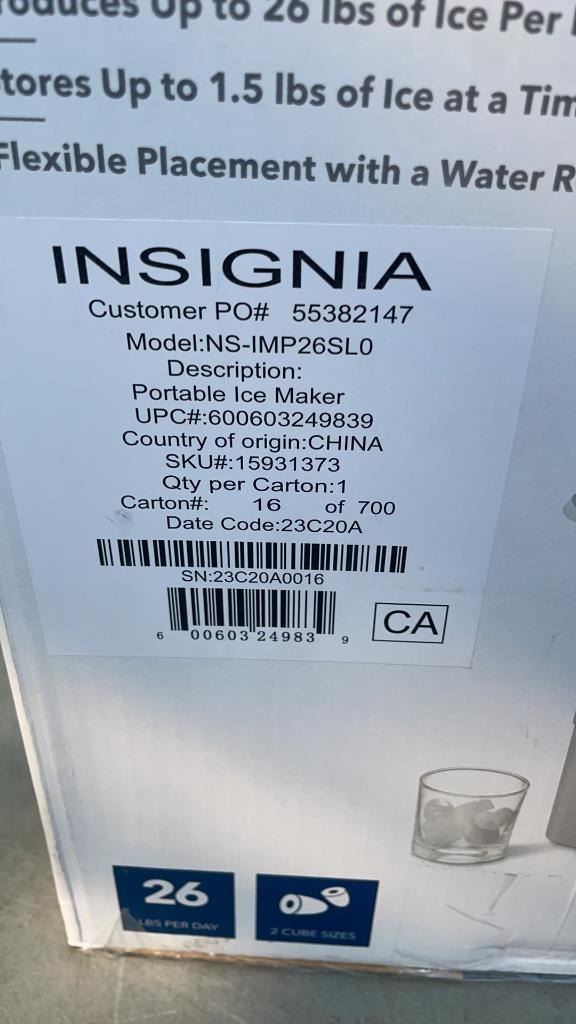 oduces Up to 26 lbs of Ice Per
tores Up to 1.5 lbs of Ice at a Tim
Flexible Placement with a Water R
INSIGNIA
Customer PO# 55382147
Model:NS-IMP26SL0
Description:
Portable Ice Maker
UPC#:600603249839
Country of origin:CHINA
SKU#:15931373
Qty per Carton:1
Carton#: 16 of 700
Date Code:23C20A
SN:23C20A0016
6 00603 24983 9
CA
26
LBS PER DAY
2 CUBE SIZES